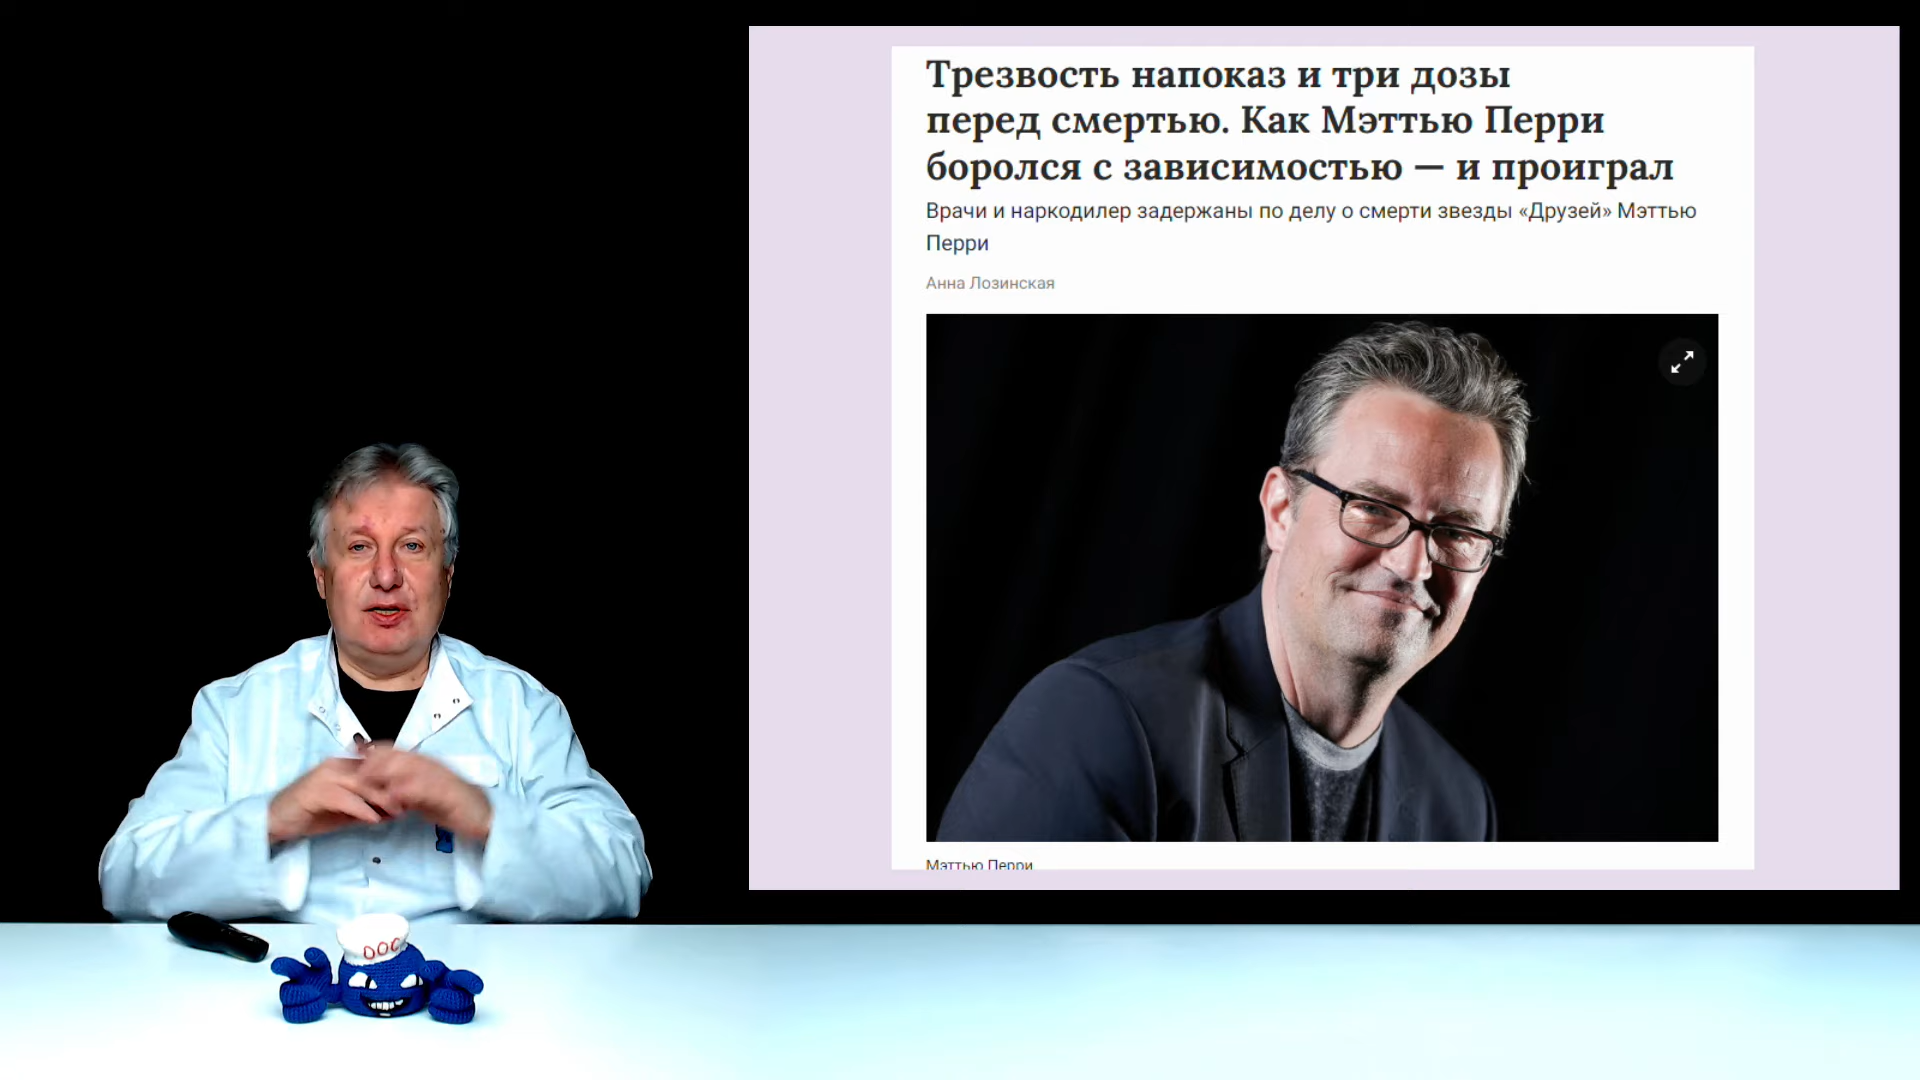 Трезвость напоказ и три дозы
перед смертью. Как Мэттью Перри
боролся с зависимостью — и проиграл
Врачи и наркодилер задержаны по делу о смерти звезды «Друзей» Мэттью
Перри
Анна Лозинская
Мэттью Перри
DOC